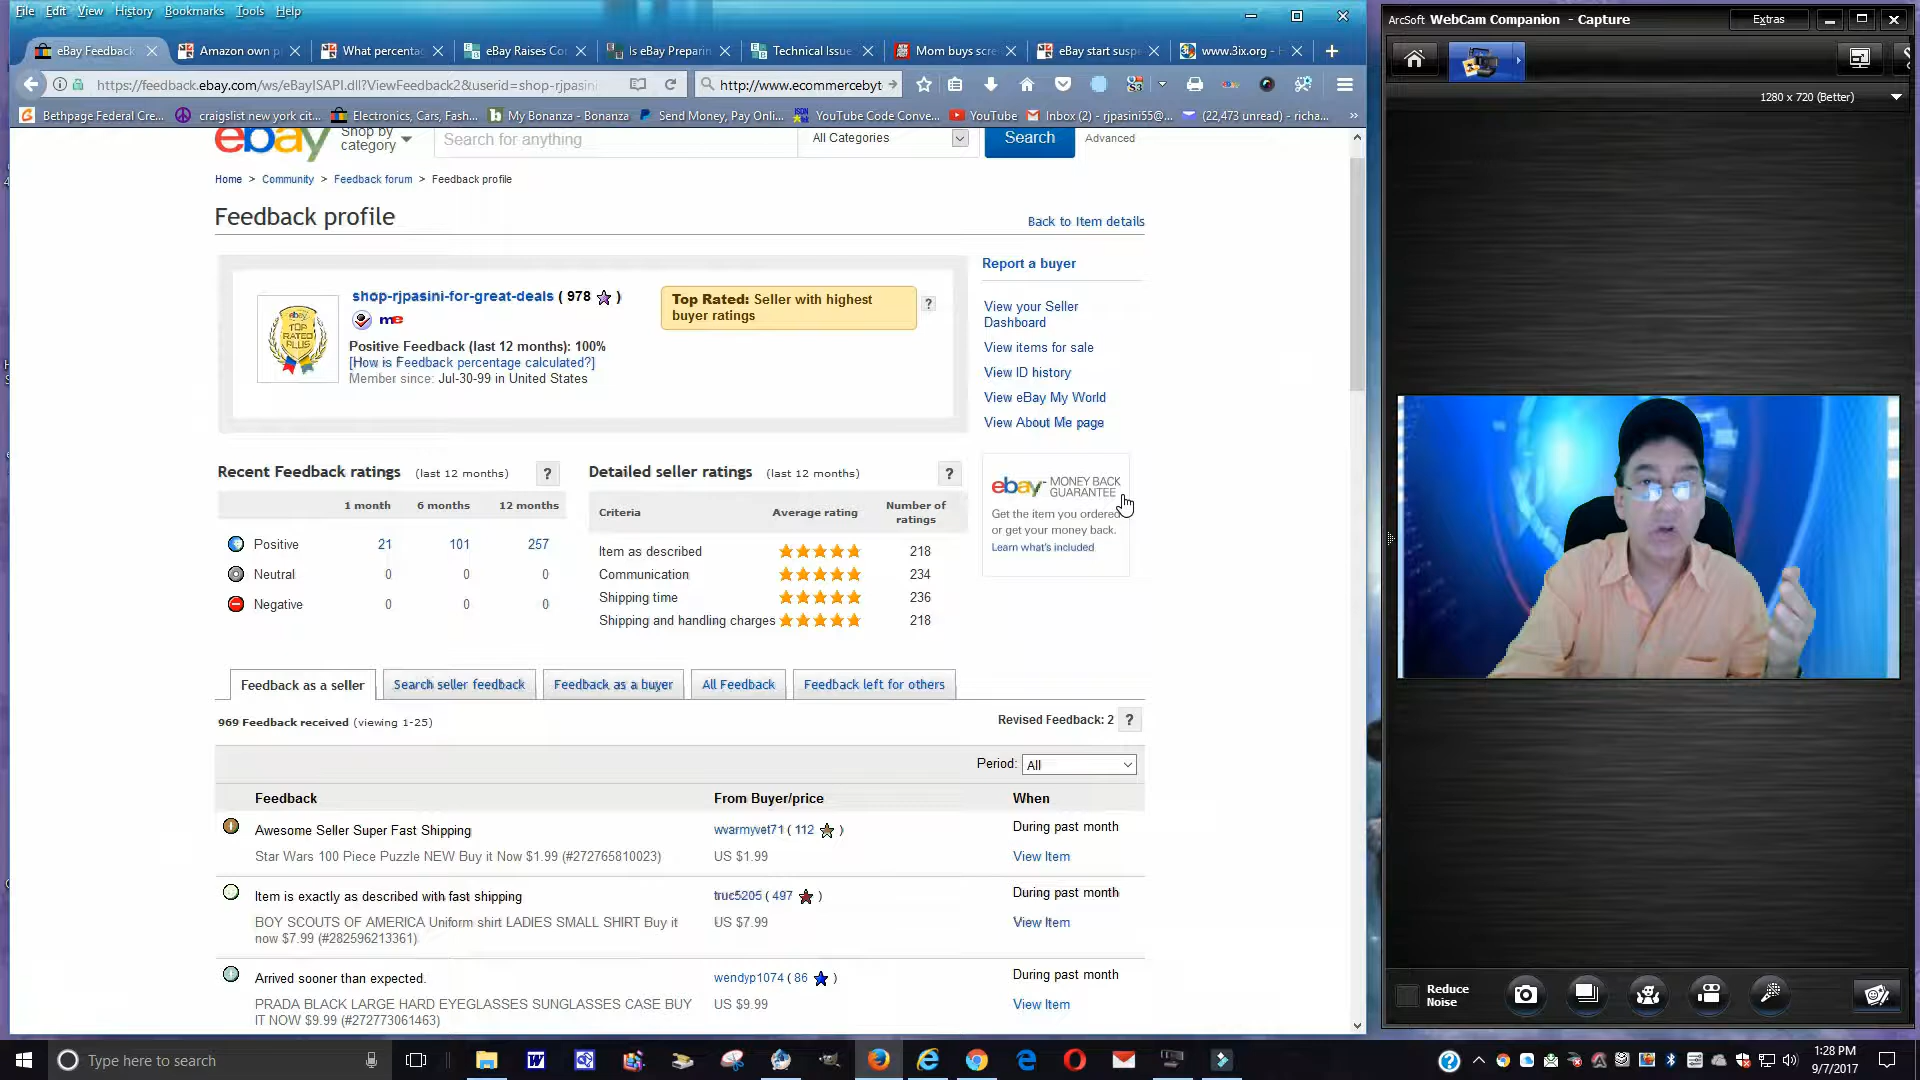 File Edit View History Bookmarks Tools Help
ArcSoft WebCam Companion - Capture
Extras
eBay Feedback
Amazon own p
What percenta
eBay Raises Co
Is eBay Preparin
Technical Issue
Mom buys scre
eBay start susp
www.3ix.org - H
https://feedback.ebay.com/ws/eBayISAPI.dll?ViewFeedback2&userid=shop-rjpasini
http://www.ecommercebyt
1280 x 720 (Better)
Bethpage Federal Cre...
craigslist new york cit...
Electronics, Cars, Fash...
My Bonanza - Bonanza
Send Money, Pay Onli...
YouTube Code Conve...
YouTube
Inbox (2) - rjpasini55@...
(22,473 unread) - richa...
ebay
Shop by
category
Search for anything
All Categories
Search
Advanced
Home > Community > Feedback forum > Feedback profile
Feedback profile
Back to Item details
Report a buyer
View your Seller
Dashboard
View items for sale
View ID history
View eBay My World
View About Me page
ebay
TOP
RATED
PLUS
shop-rjpasini-for-great-deals ( 978 )
me
Positive Feedback (last 12 months): 100%
[How is Feedback percentage calculated?]
Member since: Jul-30-99 in United States
Top Rated: Seller with highest
buyer ratings
?
ebay MONEY BACK
GUARANTEE
Get the item you ordered
or get your money back.
Learn what's included
Recent Feedback ratings (last 12 months) ?
1 month 6 months 12 months
Positive 21 101 257
Neutral 0 0 0
Negative 0 0 0
Detailed seller ratings (last 12 months) ?
Criteria Average rating Number of
ratings
Item as described 218
Communication 234
Shipping time 236
Shipping and handling charges 218
Feedback as a seller
Search seller feedback
Feedback as a buyer
All Feedback
Feedback left for others
969 Feedback received (viewing 1-25)
Revised Feedback: 2 ?
Period: All
Feedback From Buyer/price When
Awesome Seller Super Fast Shipping wvarmyvet71 ( 112 ) During past month
Star Wars 100 Piece Puzzle NEW Buy it Now $1.99 (#272765810023) US $1.99 View Item
Item is exactly as described with fast shipping truc5205 ( 497 ) During past month
BOY SCOUTS OF AMERICA Uniform shirt LADIES SMALL SHIRT Buy it US $7.99 View Item
now $7.99 (#282596213361)
Arrived sooner than expected. wendyp1074 ( 86 ) During past month
PRADA BLACK LARGE HARD EYEGLASSES SUNGLASSES CASE BUY US $9.99 View Item
IT NOW $9.99 (#272773061463)
Reduce
Noise
Type here to search
1:28 PM
9/7/2017